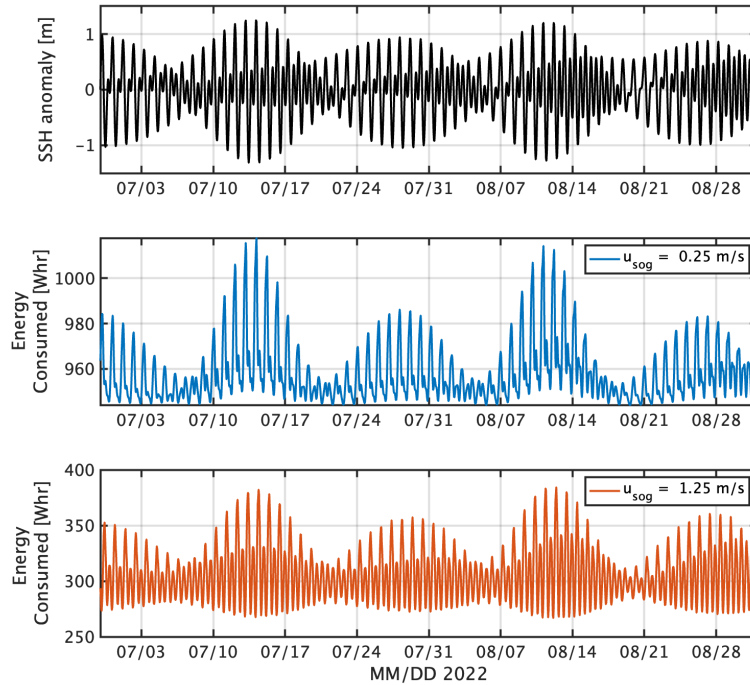 SSH anomaly [m]
1
0
-1
07/03 07/10 07/17 07/24 07/31 08/07 08/14 08/21 08/28
Energy
Consumed [Whr]
1000
980
960
u_sog = 0.25 m/s
07/03 07/10 07/17 07/24 07/31 08/07 08/14 08/21 08/28
Energy
Consumed [Whr]
400
350
300
250
u_sog = 1.25 m/s
07/03 07/10 07/17 07/24 07/31 08/07 08/14 08/21 08/28
MM/DD 2022